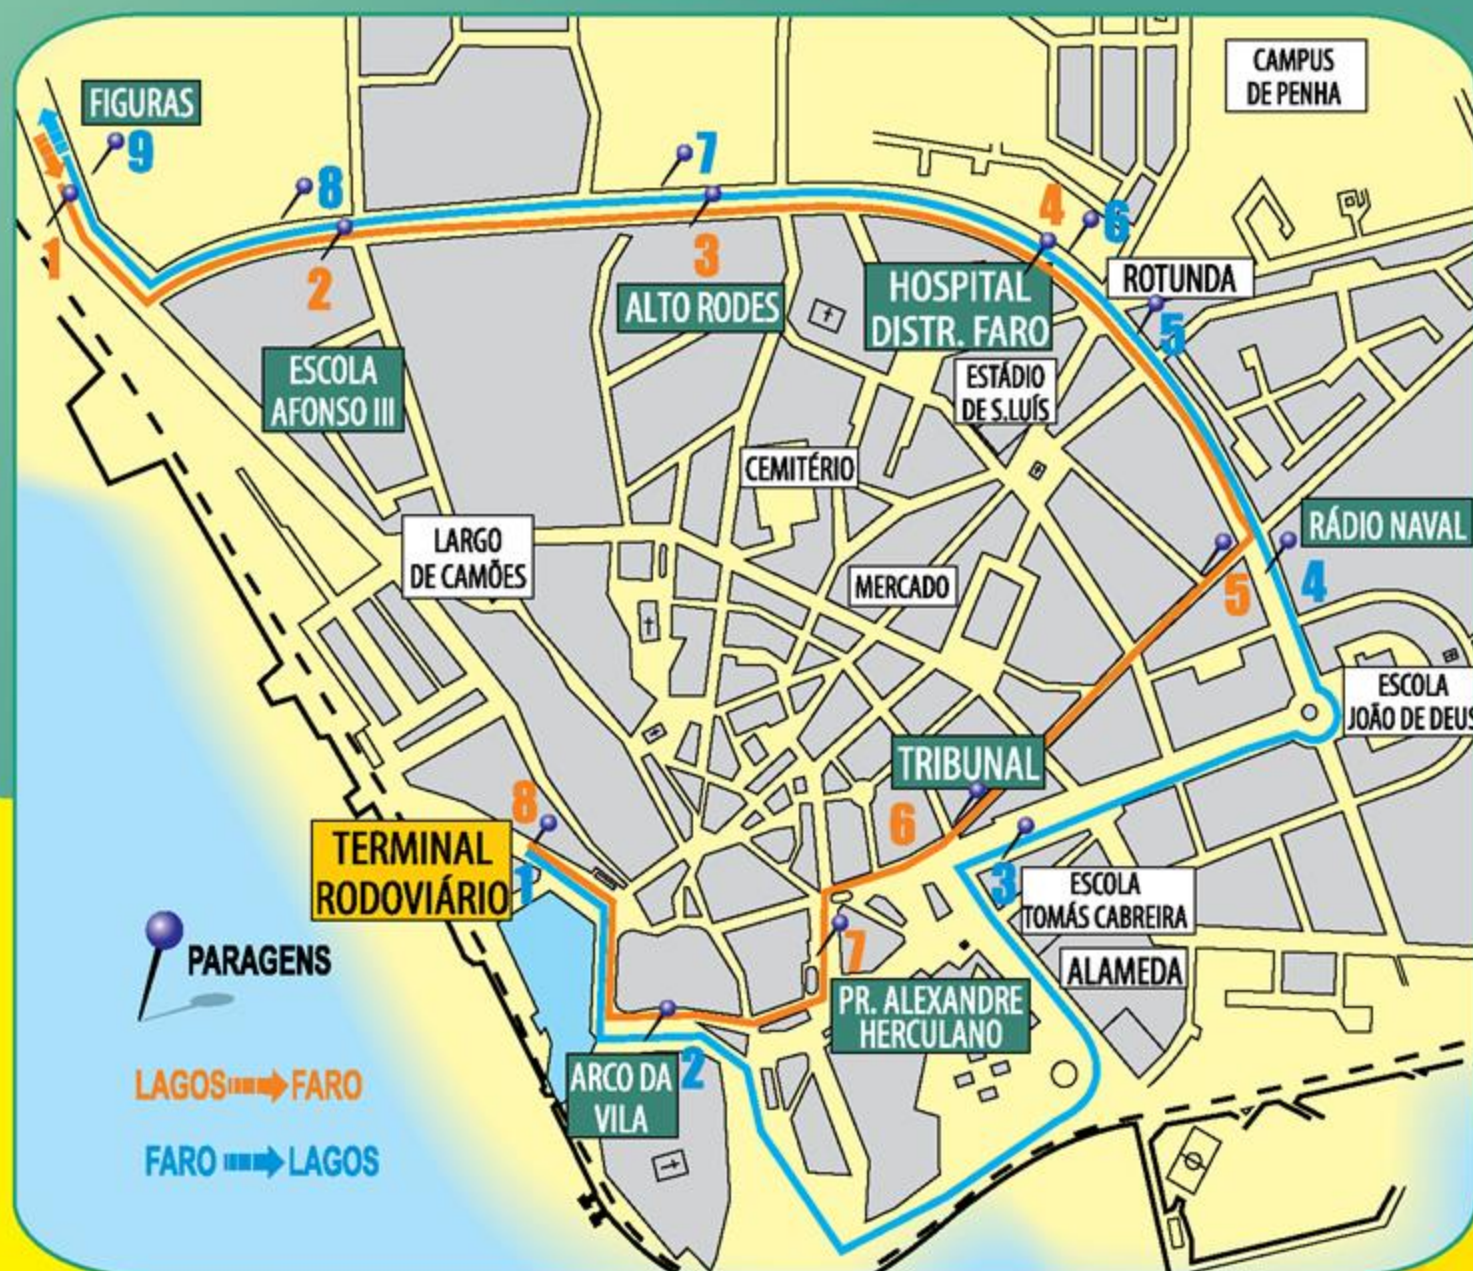 CAMPUS
DE PENHA
FIGURAS
9
8
7
4
6
1
2
3
ALTO RODES
HOSPITAL
DISTR. FARO
ROTUNDA
5
ESCOLA
AFONSO III
ESTÁDIO
DE S.LUÍS
CEMITÉRIO
LARGO
DE CAMÕES
MERCADO
RÁDIO NAVAL
5
4
ESCOLA
JOÃO DE DEUS
TRIBUNAL
8
6
TERMINAL
RODOVIÁRIO
1
3
ESCOLA
TOMÁS CABREIRA
PARAGENS
7
ALAMEDA
PR. ALEXANDRE
HERCULANO
ARCO DA
VILA
2
LAGOS FARO
FARO LAGOS